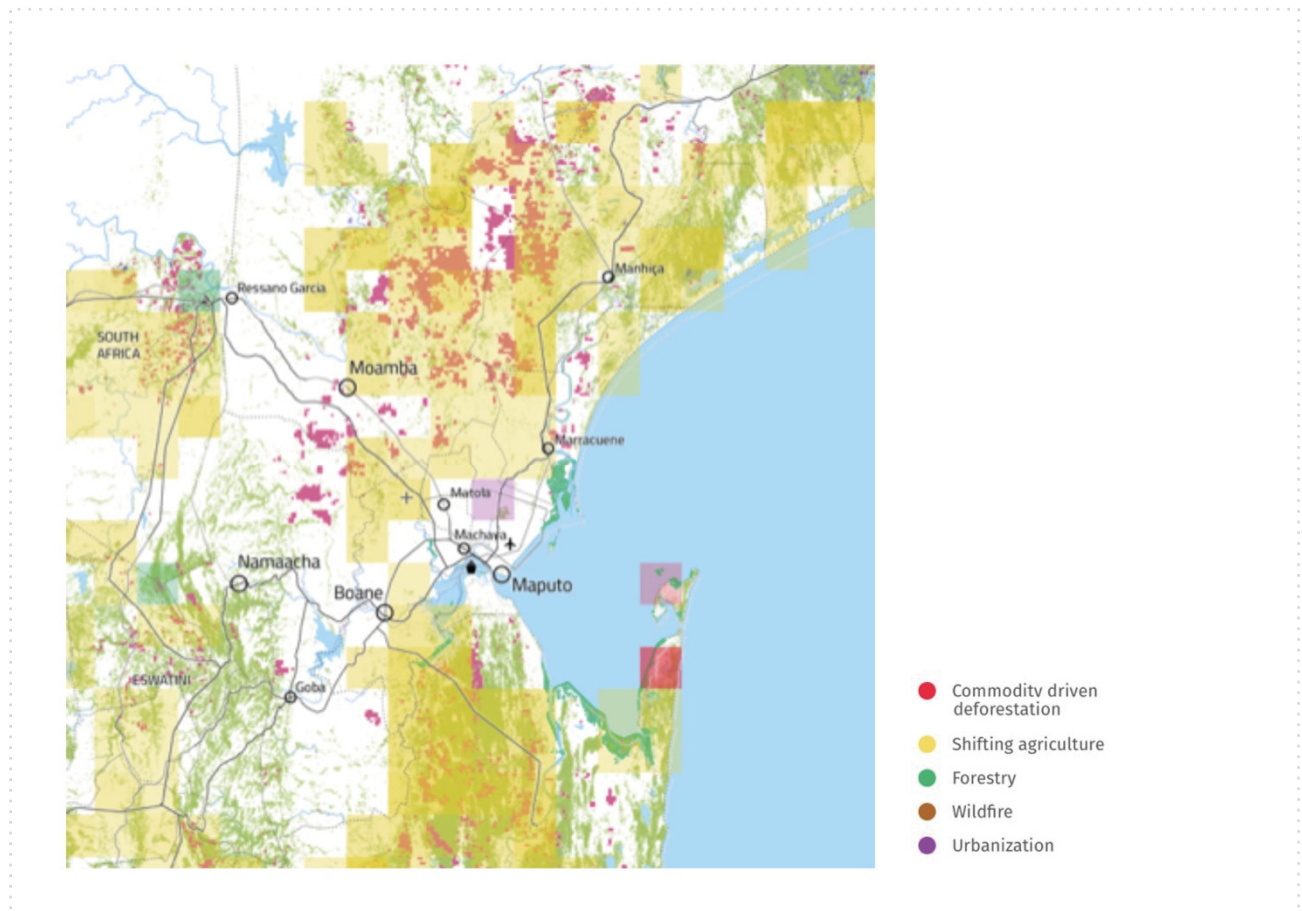 Manhiça
Ressano Garcia
SOUTH
AFRICA
Moamba
Marracuene
Matola
Machava
Namaacha
Maputo
Boane
ESWATINI
Goba
Commodity driven
deforestation
Shifting agriculture
Forestry
Wildfire
Urbanization